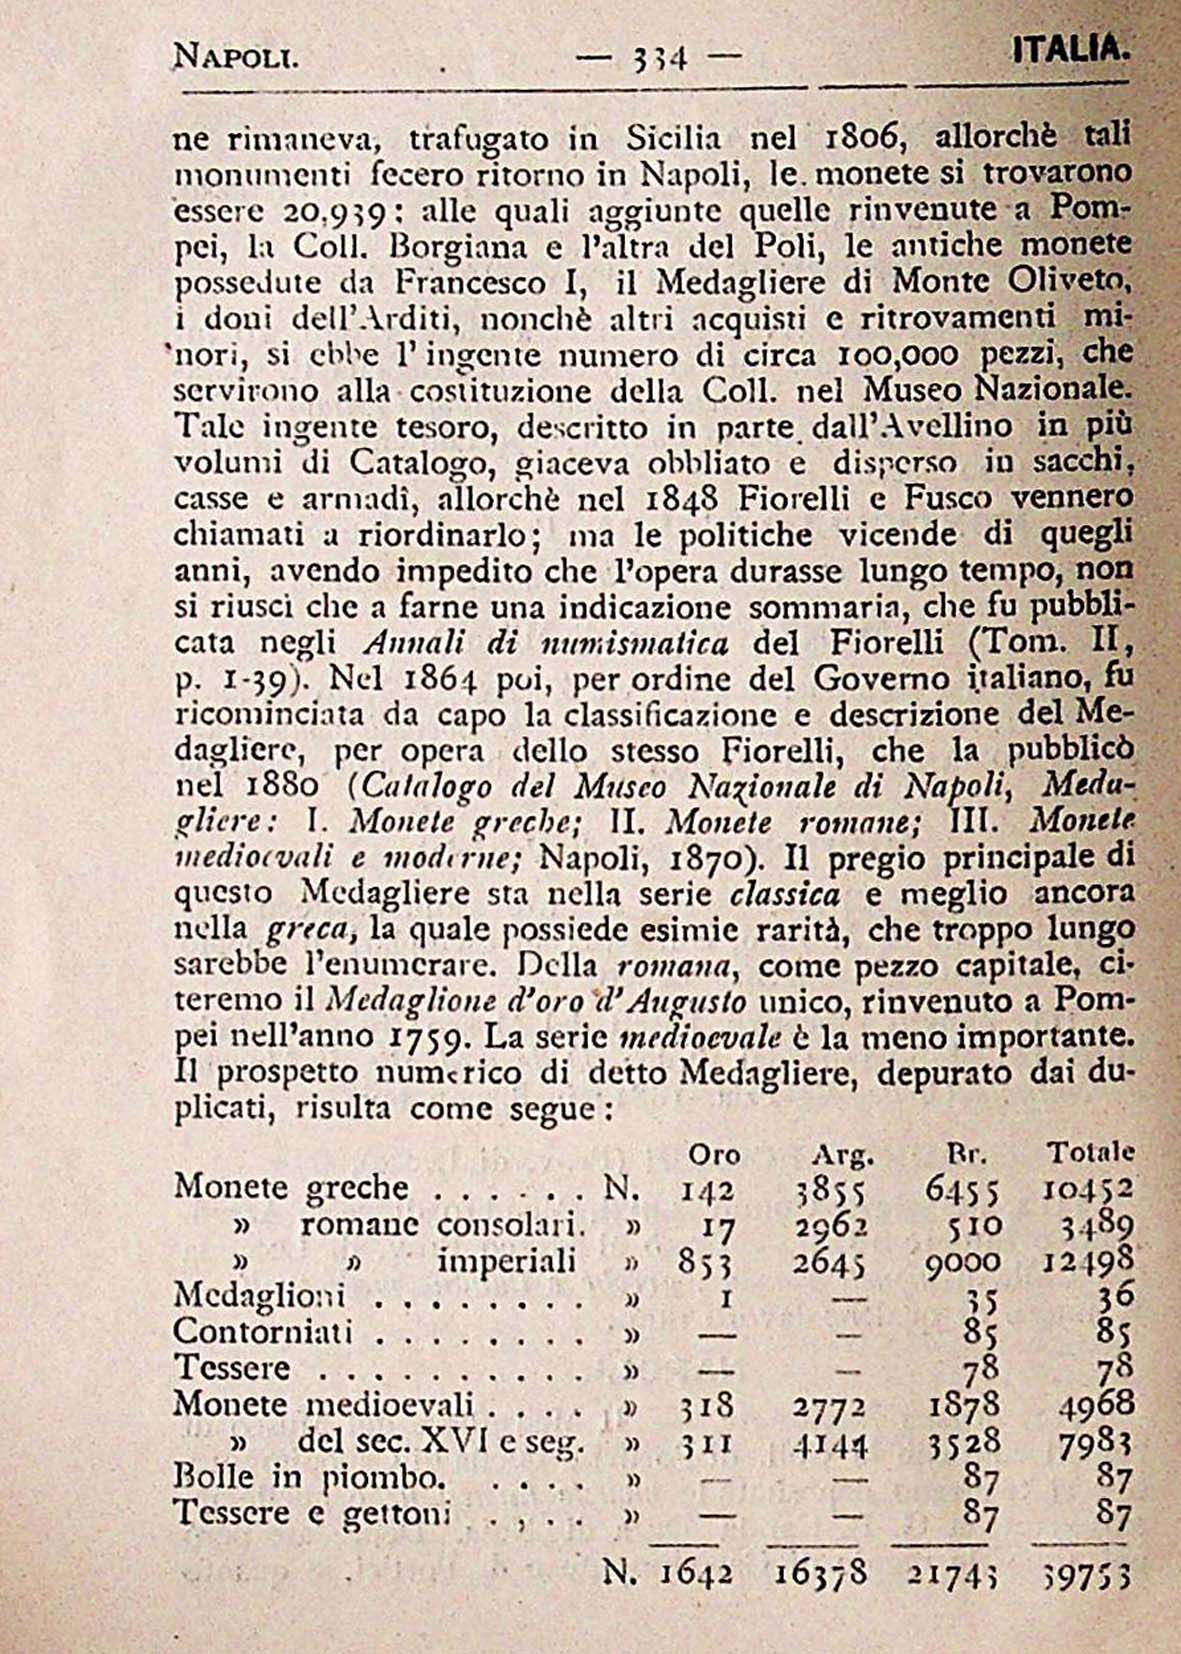 NAPOLI. — 334 — ITALIA.
ne rimaneva, trafugato in Sicilia nel 1806, allorchè tali
monumenti fecero ritorno in Napoli, le monete si trovarono
essere 20,939: alle quali aggiunte quelle rinvenute a Pom-
pei, la Coll. Borgiana e l'altra del Poli, le antiche monete
possedute da Francesco I, il Medagliere di Monte Oliveto,
i doni dell'Arditi, nonchè altri acquisti e ritrovamenti mi-
nori, si ebbe l'ingente numero di circa 100,000 pezzi, che
servirono alla costituzione della Coll. nel Museo Nazionale.
Tale ingente tesoro, descritto in parte dall'Avellino in più
volumi di Catalogo, giaceva obbliato e disperso in sacchi,
casse e armadî, allorchè nel 1848 Fiorelli e Fusco vennero
chiamati a riordinarlo; ma le politiche vicende di quegli
anni, avendo impedito che l'opera durasse lungo tempo, non
si riuscì che a farne una indicazione sommaria, che fu pubbli-
cata negli Annali di numismatica del Fiorelli (Tom. II,
p. 1-39). Nel 1864 poi, per ordine del Governo italiano, fu
ricominciata da capo la classificazione e descrizione del Me-
dagliere, per opera dello stesso Fiorelli, che la pubblicò
nel 1880 (Catalogo del Museo Nazionale di Napoli, Meda-
gliere: I. Monete greche; II. Monete romane; III. Monete
medioevali e moderne; Napoli, 1870). Il pregio principale di
questo Medagliere sta nella serie classica e meglio ancora
nella greca, la quale possiede esimie rarità, che troppo lungo
sarebbe l'enumerare. Della romana, come pezzo capitale, ci-
teremo il Medaglione d'oro d'Augusto unico, rinvenuto a Pom-
pei nell'anno 1759. La serie medioevale è la meno importante.
Il prospetto numerico di detto Medagliere, depurato dai du-
plicati, risulta come segue:
Oro Arg. Br. Totale
Monete greche . . . . . . N. 142 3855 6455 10452
» romane consolari. » 17 2962 510 3489
» » imperiali » 853 2645 9000 12498
Medaglioni . . . . . . . . » 1 — 35 36
Contorniati . . . . . . . . » — — 85 85
Tessere . . . . . . . . . . » — — 78 78
Monete medioevali . . . . » 318 2772 1878 4968
» del sec. XVI e seg. » 311 4144 3528 7983
Bolle in piombo. . . . . » — — 87 87
Tessere e gettoni . , . . » — — 87 87
N. 1642 16378 21743 39753